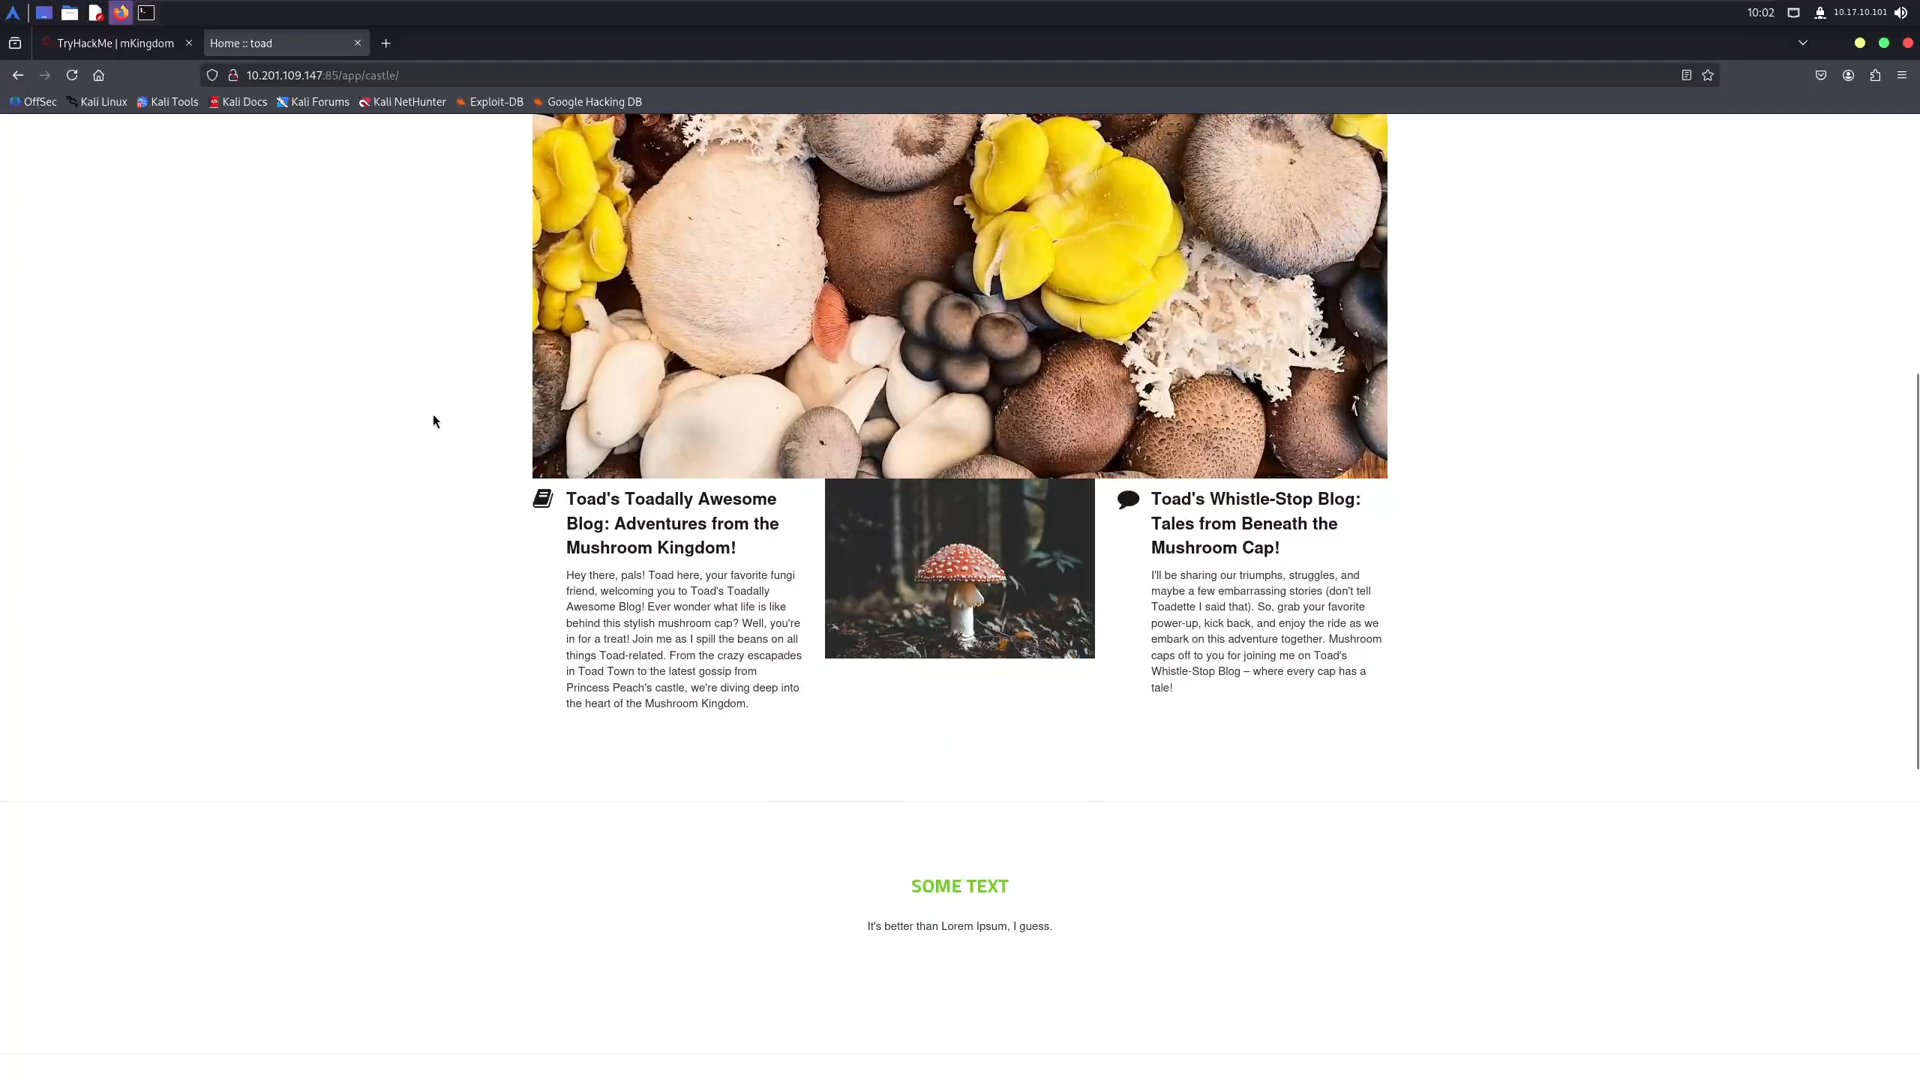 10:02
10.17.10.101
TryHackMe | mKingdom
Home :: toad
10.201.109.147:85/app/castle/
OffSec
Kali Linux
Kali Tools
Kali Docs
Kali Forums
Kali NetHunter
Exploit-DB
Google Hacking DB
Toad's Toadally Awesome
Blog: Adventures from the
Mushroom Kingdom!
Hey there, pals! Toad here, your favorite fungi
friend, welcoming you to Toad's Toadally
Awesome Blog! Ever wonder what life is like
behind this stylish mushroom cap? Well, you're
in for a treat! Join me as I spill the beans on all
things Toad-related. From the crazy escapades
in Toad Town to the latest gossip from
Princess Peach's castle, we're diving deep into
the heart of the Mushroom Kingdom.
Toad's Whistle-Stop Blog:
Tales from Beneath the
Mushroom Cap!
I'll be sharing our triumphs, struggles, and
maybe a few embarrassing stories (don't tell
Toadette I said that). So, grab your favorite
power-up, kick back, and enjoy the ride as we
embark on this adventure together. Mushroom
caps off to you for joining me on Toad's
Whistle-Stop Blog – where every cap has a
tale!
SOME TEXT
It's better than Lorem Ipsum, I guess.